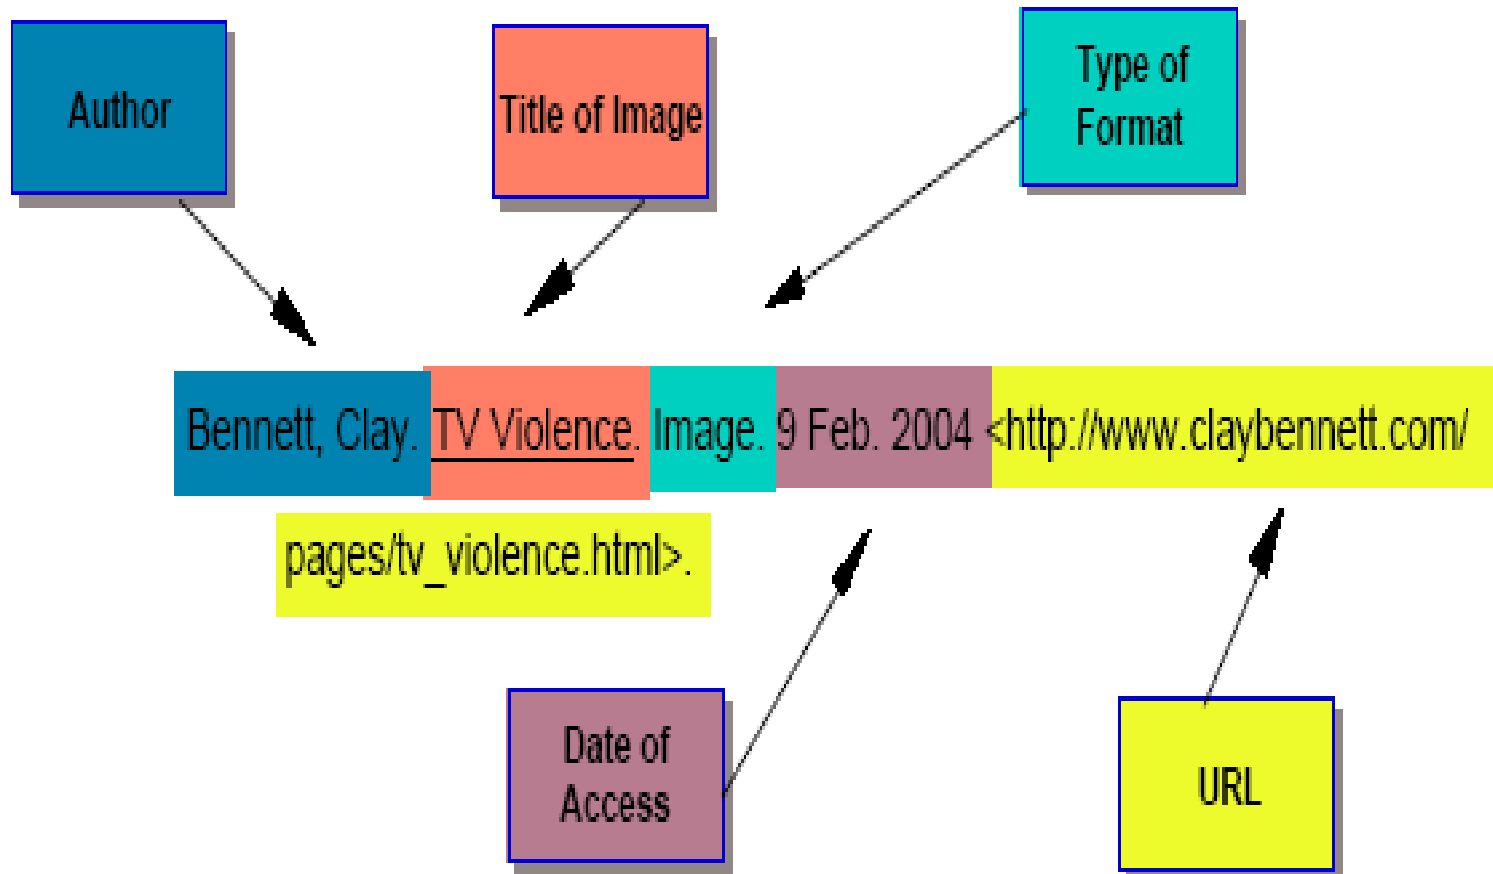 Author
Title of Image
Type of
Format
Bennett, Clay. TV Violence. Image. 9 Feb. 2004 <http://www.claybennett.com/
pages/tv_violence.html>.
Date of
Access
URL